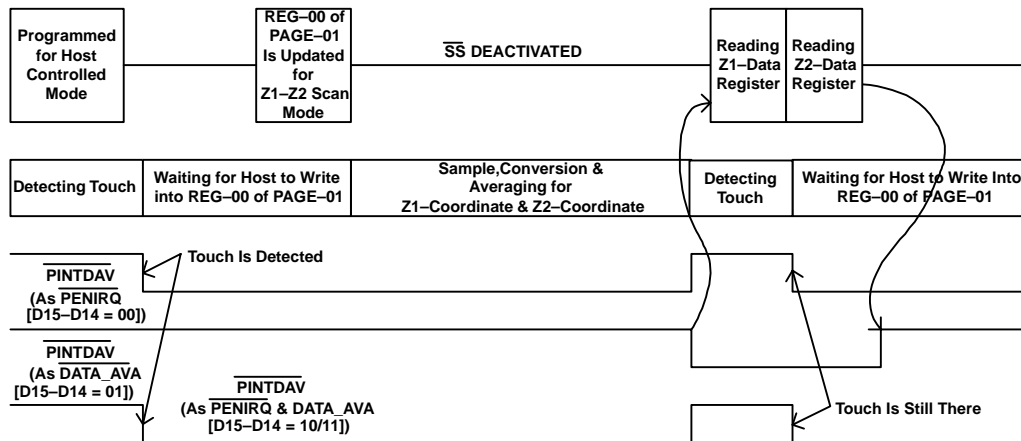 Programmed
for Host
Controlled
Mode
REG–00 of
PAGE–01
Is Updated
for
Z1–Z2 Scan
Mode
SS DEACTIVATED
Reading
Z1–Data
Register
Reading
Z2–Data
Register
Detecting Touch
Waiting for Host to Write
into REG–00 of PAGE–01
Sample,Conversion &
Averaging for
Z1–Coordinate & Z2–Coordinate
Detecting
Touch
Waiting for Host to Write Into
REG–00 of PAGE–01
Touch Is Detected
PINTDAV
(As PENIRQ
[D15–D14 = 00])
PINTDAV
(As DATA_AVA
[D15–D14 = 01])
PINTDAV
(As PENIRQ & DATA_AVA
[D15–D14 = 10/11])
Touch Is Still There